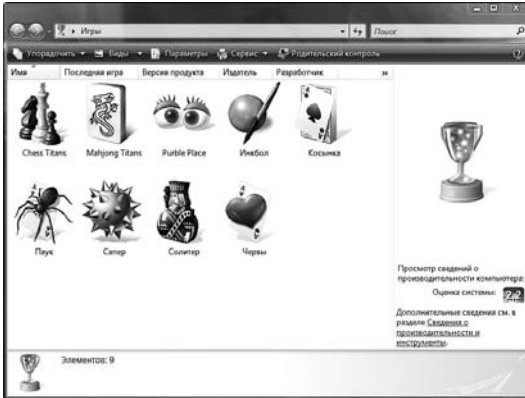 Игры
Поиск
Упорядочить Виды Параметры Сервис Родительский контроль
Имя Последняя игра Версия продукта Издатель Разработчик »
Chess Titans Mahjong Titans Purble Place Инкбол Косынка
Паук Сапер Солитер Червы
Просмотр сведений о
производительности компьютера:
Оценка системы: 2,2
Дополнительные сведения см. в
разделе Сведения о
производительности и
инструменты.
Элементов: 9